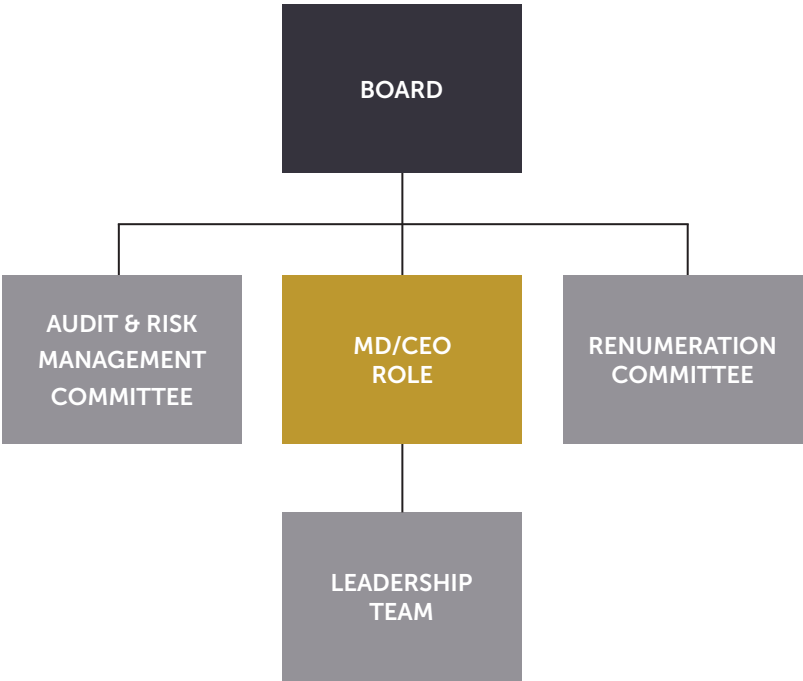 BOARD
AUDIT & RISK
MANAGEMENT
COMMITTEE
MD/CEO
ROLE
RENUMERATION
COMMITTEE
LEADERSHIP
TEAM